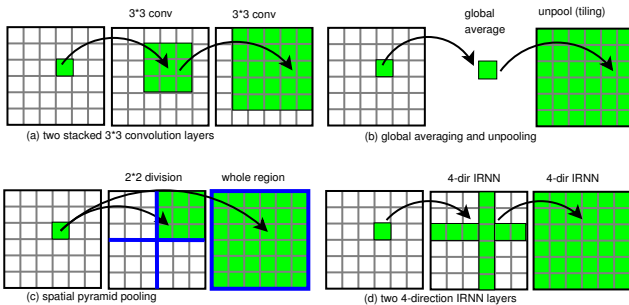 3*3 conv
3*3 conv
(a) two stacked 3*3 convolution layers
global
average
unpool (tiling)
(b) global averaging and unpooling
2*2 division
whole region
(c) spatial pyramid pooling
4-dir IRNN
4-dir IRNN
(d) two 4-direction IRNN layers